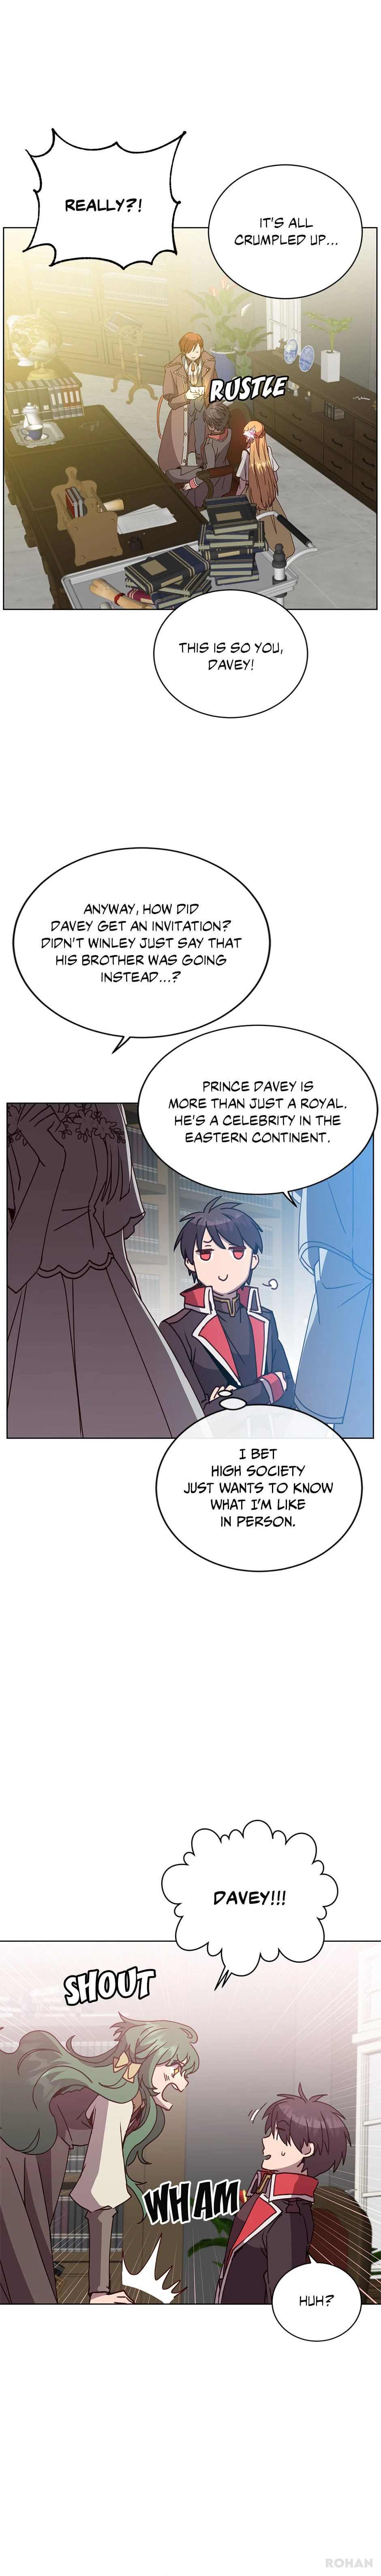 REALLY?!
IT'S ALL
CRUMPLED UP...
RUSTLE
THIS IS SO YOU,
DAVEY!
ANYWAY, HOW DID
DAVEY GET AN INVITATION?
DIDN'T WINLEY JUST SAY THAT
HIS BROTHER WAS GOING
INSTEAD...?
PRINCE DAVEY IS
MORE THAN JUST A ROYAL.
HE'S A CELEBRITY IN THE
EASTERN CONTINENT.
I BET
HIGH SOCIETY
JUST WANTS TO KNOW
WHAT I'M LIKE
IN PERSON.
DAVEY!!!
SHOUT
WHAM
HUH?
ROHAN